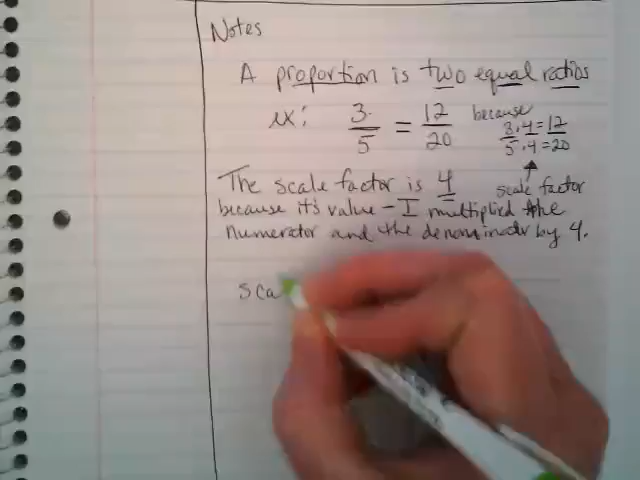 Notes
A proportion is two equal ratios
ex: 3/5 = 12/20 because
3·4=12
5·4=20
The scale factor is 4 scale factor
because its value - I multiplied the
numerator and the denominator by 4.
sca